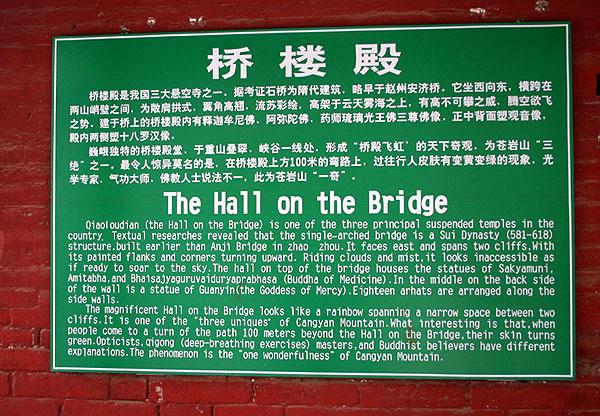 桥楼殿
桥楼殿是我国三大悬空寺之一。据考证石桥为隋代建筑，略早于赵州安济桥。它坐西向东，横跨在
两山峭壁之间，为敞肩拱式，翼角高翘，流苏彩绘，高架于云天雾海之上，有高不可攀之威，腾空欲飞
之势，建于桥上的桥楼殿内有释迦牟尼佛，阿弥陀佛、药师琉璃光王佛三尊佛像，正中背面塑观音像，
殿内两侧塑十八罗汉像。
巍峨独特的桥楼殿堂，于重山叠翠、峡谷一线处，形成“桥殿飞虹”的天下奇观，为苍岩山“三
绝”之一。最令人惊异莫名的是，在桥楼殿上方100米的弯路上，过往行人皮肤有变黄变绿的现象，光
学专家，气功大师，佛教人士说法不一，此为苍岩山“一奇”。
The Hall on the Bridge
Qiaoloudian (the Hall on the Bridge) is one of the three principal suspended temples in the
country. Textual researches revealed that the single-arched bridge is a Sui Dynasty (581-618)
structure.built earlier than Anji Bridge in zhao zhou.It faces east and spans two cliffs.With
its painted flanks and corners turning upward. Riding clouds and mist,it looks inaccessible as
if ready to soar to the sky.The hall on top of the bridge houses the statues of Sakyamuni,
Amitabha,and Bhaisajyaguruvaiduryaprabhasa (Buddha of Medicine).In the middle on the back side
of the wall is a statue of Guanyin(the Goddess of Mercy).Eighteen arhats are arranged along the
side walls.
The magnificent Hall on the Bridge looks like a rainbow spanning a narrow space between two
cliffs.It is one of the "three uniques" of Cangyan Mountain.What interesting is that,when
people come to a turn of the path 100 meters beyond the Hall on the Bridge,their skin turns
green.Opticists,qigong (deep-breathing exercises) masters,and Buddhist believers have different
explanations.The phenomenon is the "one wonderfulness" of Cangyan Mountain.